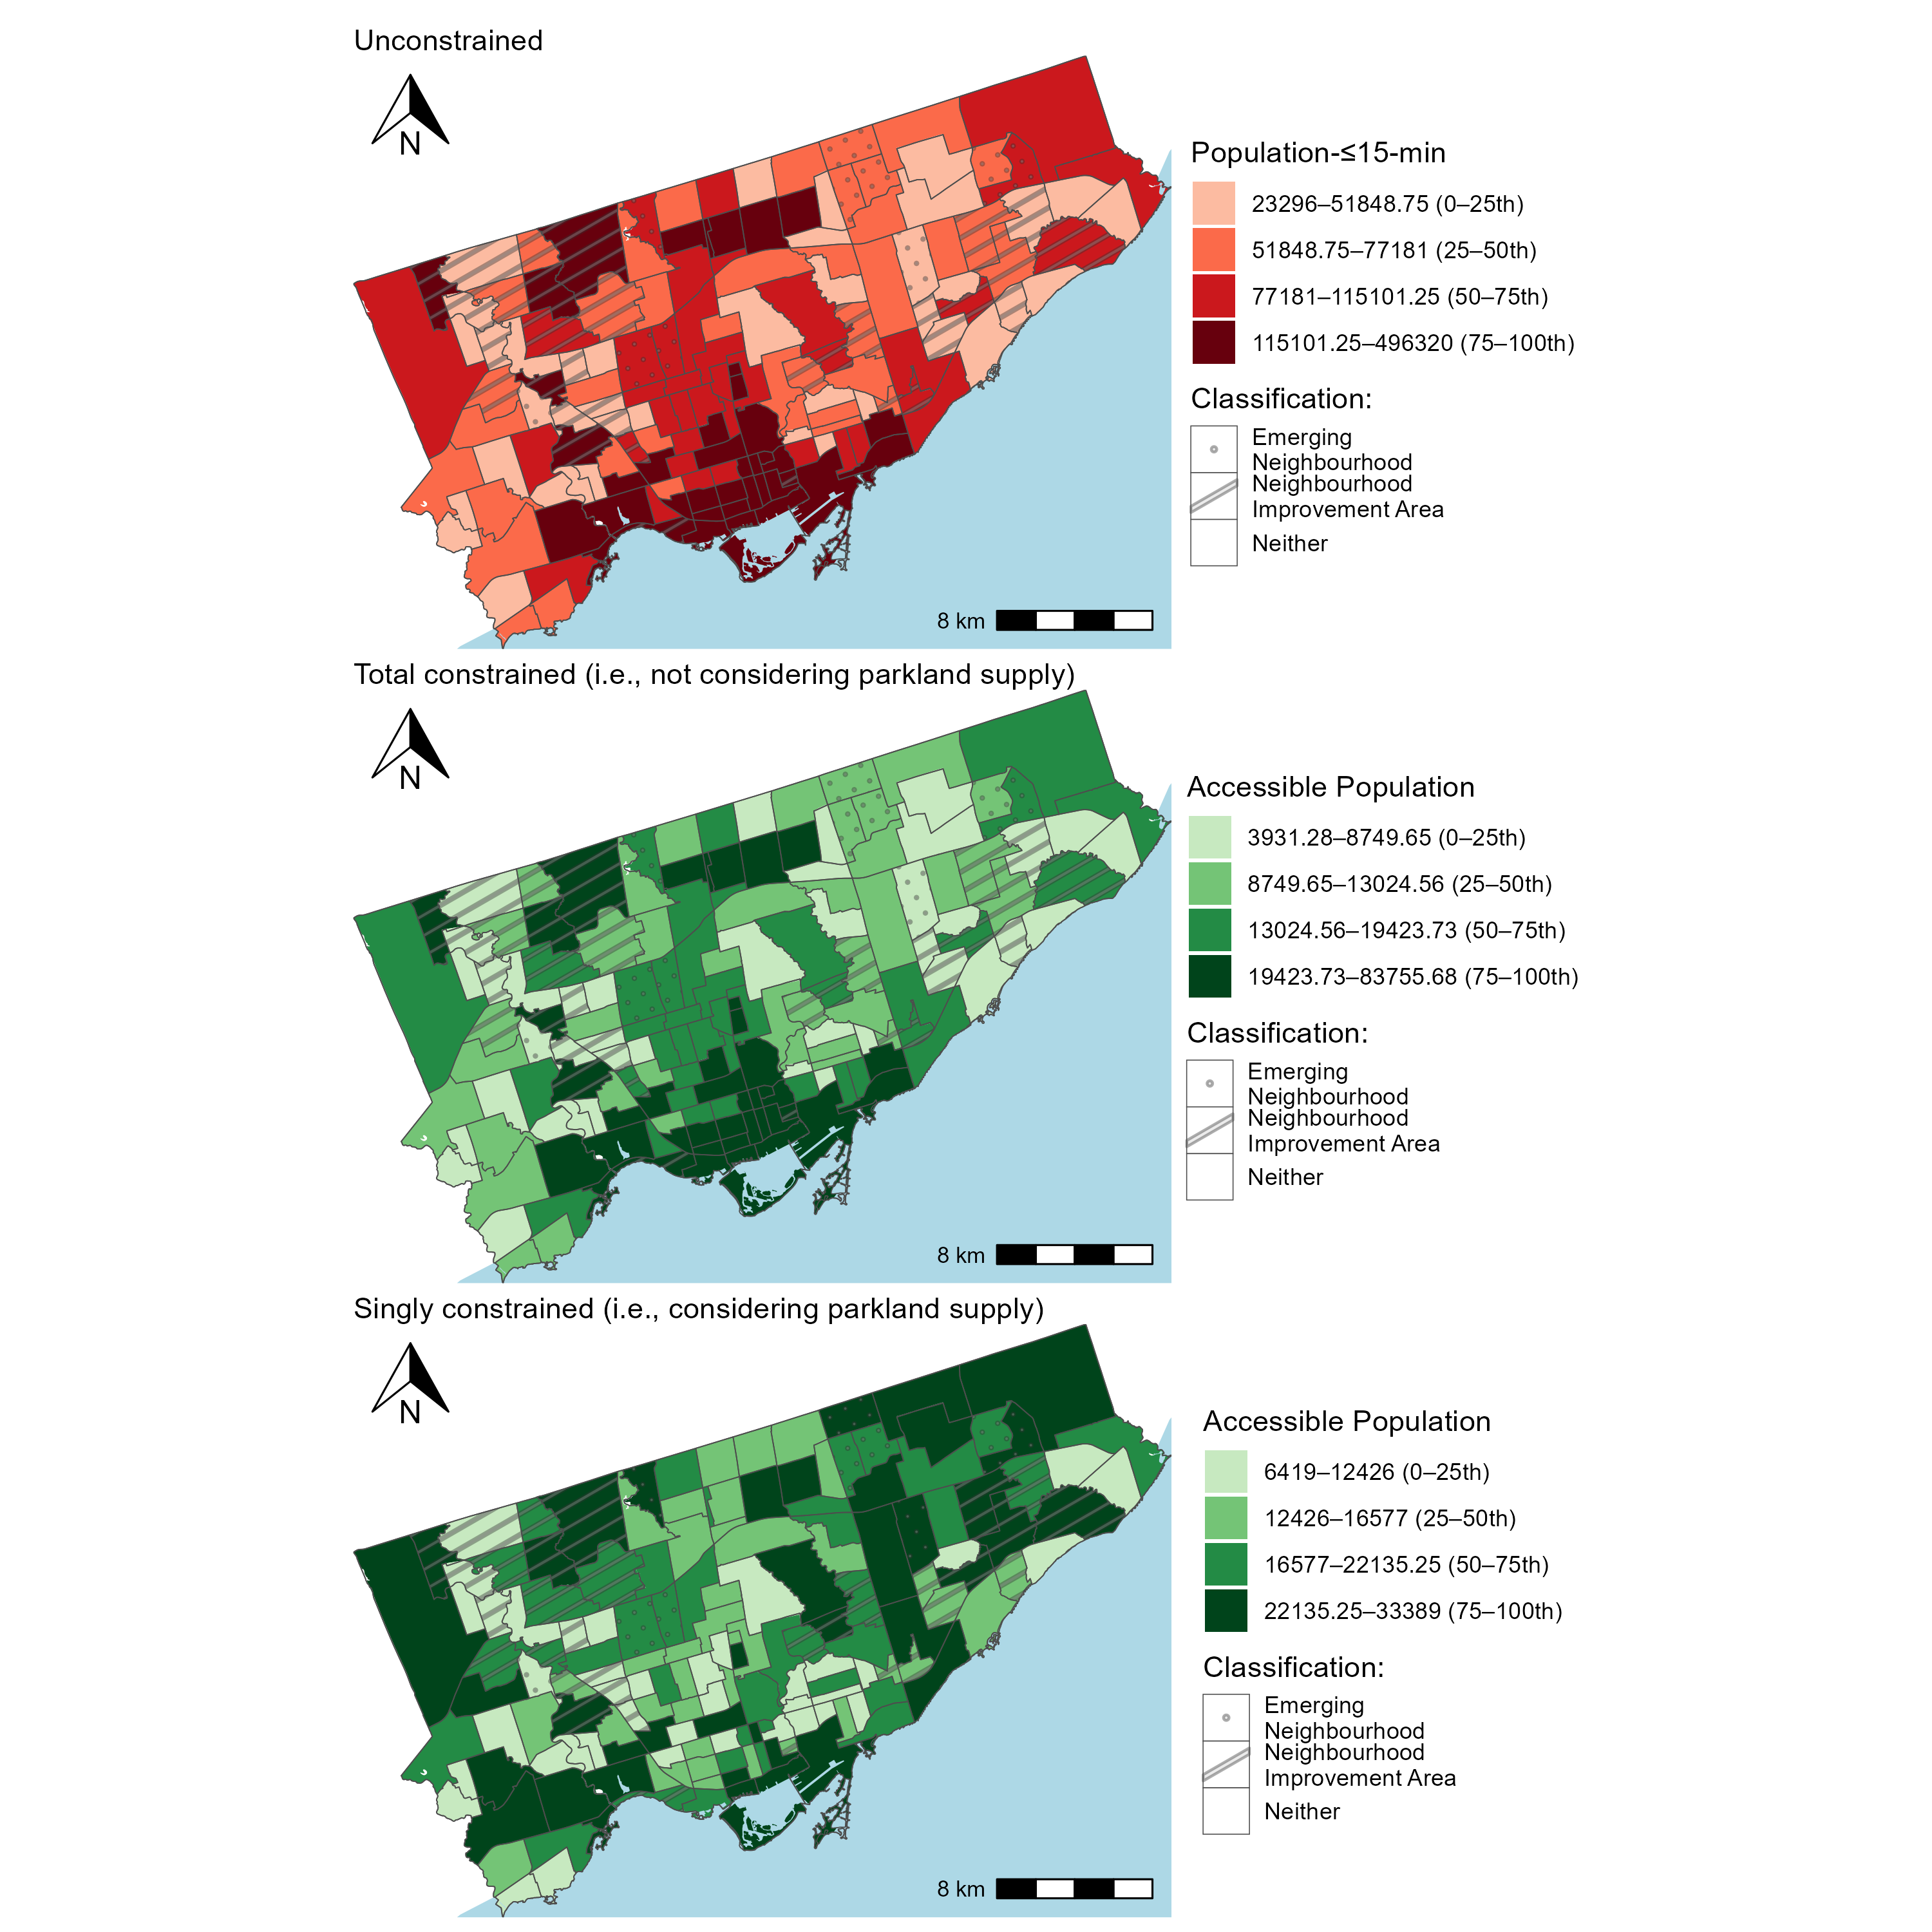 Unconstrained
N
Population-≤15-min
23296–51848.75 (0–25th)
51848.75–77181 (25–50th)
77181–115101.25 (50–75th)
115101.25–496320 (75–100th)
Classification:
Emerging
Neighbourhood
Neighbourhood
Improvement Area
Neither
8 km
Total constrained (i.e., not considering parkland supply)
N
Accessible Population
3931.28–8749.65 (0–25th)
8749.65–13024.56 (25–50th)
13024.56–19423.73 (50–75th)
19423.73–83755.68 (75–100th)
Classification:
Emerging
Neighbourhood
Neighbourhood
Improvement Area
Neither
8 km
Singly constrained (i.e., considering parkland supply)
N
Accessible Population
6419–12426 (0–25th)
12426–16577 (25–50th)
16577–22135.25 (50–75th)
22135.25–33389 (75–100th)
Classification:
Emerging
Neighbourhood
Neighbourhood
Improvement Area
Neither
8 km